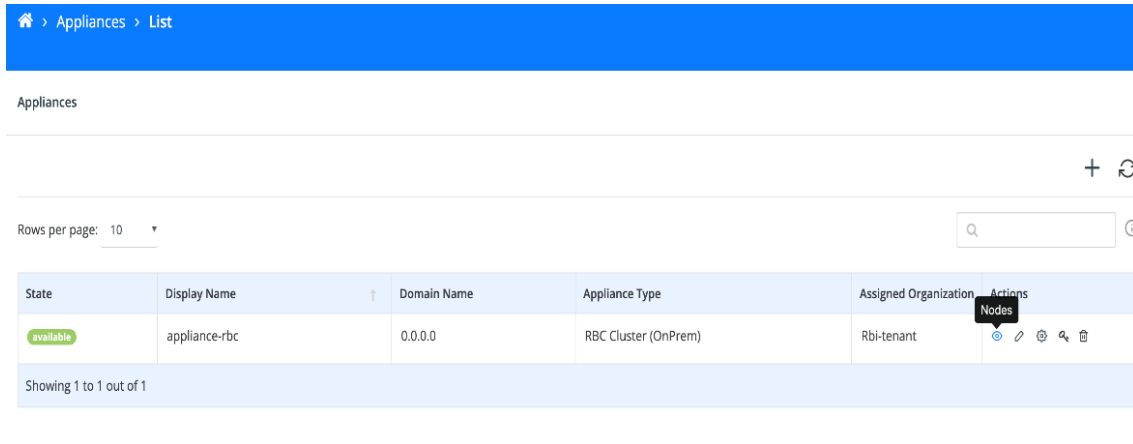 Appliances > List
Appliances
Rows per page: 10
State Display Name Domain Name Appliance Type Assigned Organization Actions
Nodes
available appliance-rbc 0.0.0.0 RBC Cluster (OnPrem) Rbi-tenant
Showing 1 to 1 out of 1